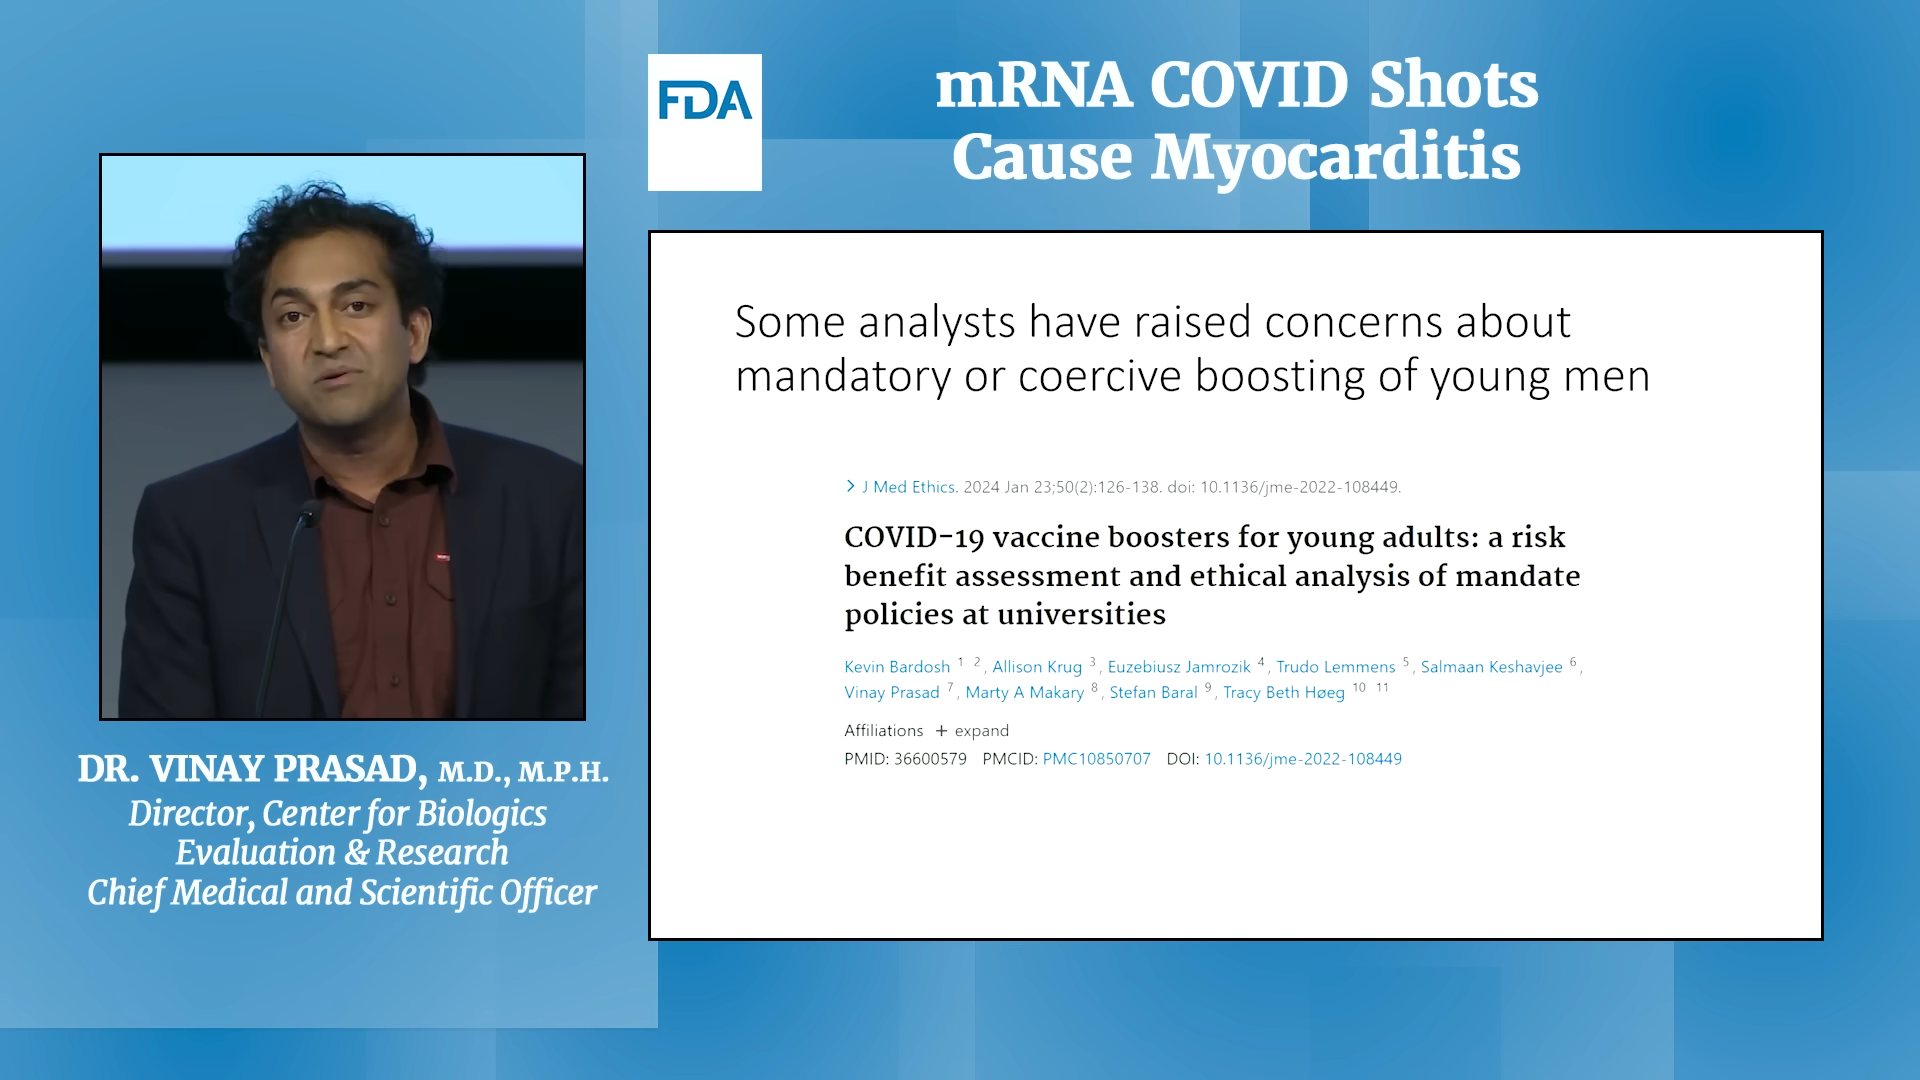 FDA
mRNA COVID Shots
Cause Myocarditis
Some analysts have raised concerns about
mandatory or coercive boosting of young men
> J Med Ethics. 2024 Jan 23;50(2):126-138. doi: 10.1136/jme-2022-108449.
COVID-19 vaccine boosters for young adults: a risk
benefit assessment and ethical analysis of mandate
policies at universities
Kevin Bardosh 1 2, Allison Krug 3, Euzebiusz Jamrozik 4, Trudo Lemmens 5, Salmaan Keshavjee 6,
Vinay Prasad 7, Marty A Makary 8, Stefan Baral 9, Tracy Beth Høeg 10 11
Affiliations + expand
PMID: 36600579 PMCID: PMC10850707 DOI: 10.1136/jme-2022-108449
DR. VINAY PRASAD, M.D., M.P.H.
Director, Center for Biologics
Evaluation & Research
Chief Medical and Scientific Officer